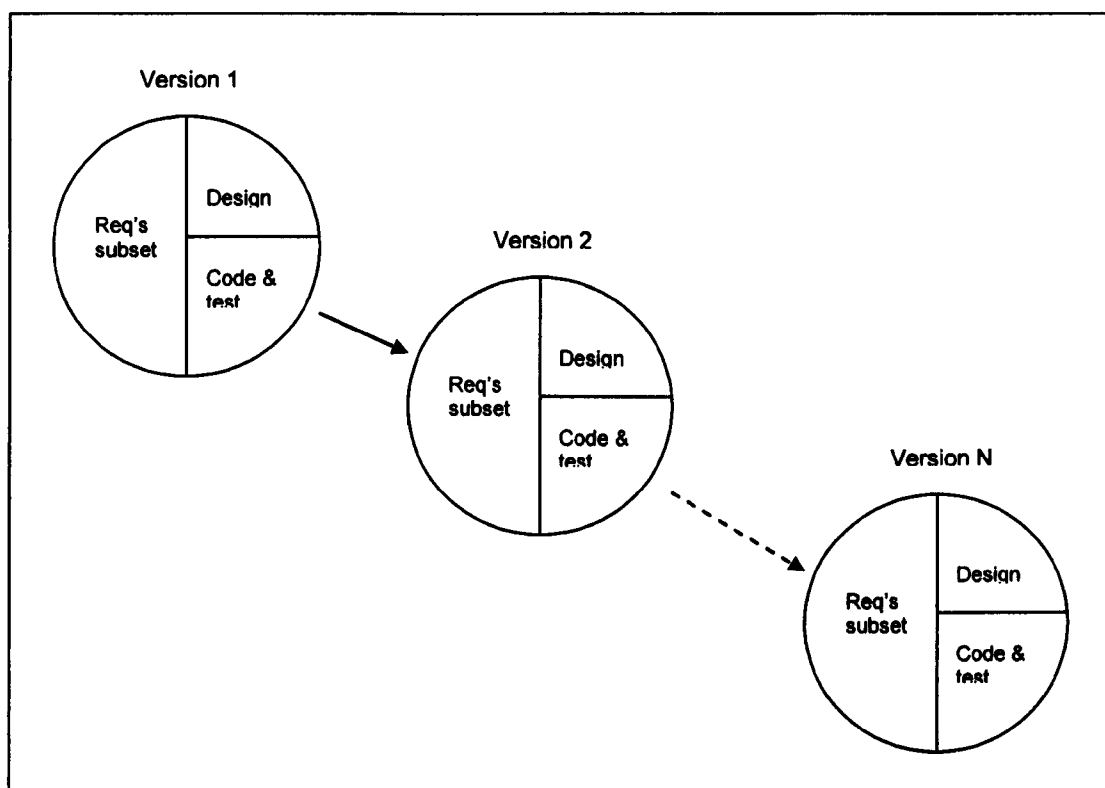 Version 1
Req's
subset
Design
Code &
test
Version 2
Req's
subset
Design
Code &
test
Version N
Req's
subset
Design
Code &
test